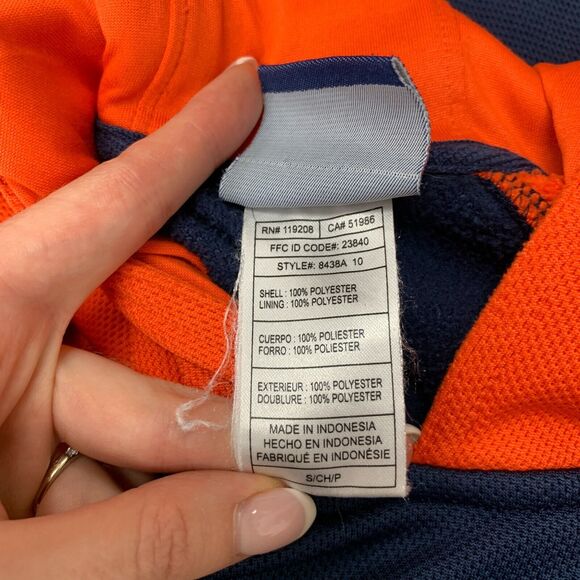 RN# 119208 CA# 51986
FFC ID CODE#: 23840
STYLE#: 8438A 10
SHELL : 100% POLYESTER
LINING : 100% POLYESTER
CUERPO : 100% POLIESTER
FORRO : 100% POLIESTER
EXTERIEUR : 100% POLYESTER
DOUBLURE : 100% POLYESTER
MADE IN INDONESIA
HECHO EN INDONESIA
FABRIQUÉ EN INDONÉSIE
S/CH/P